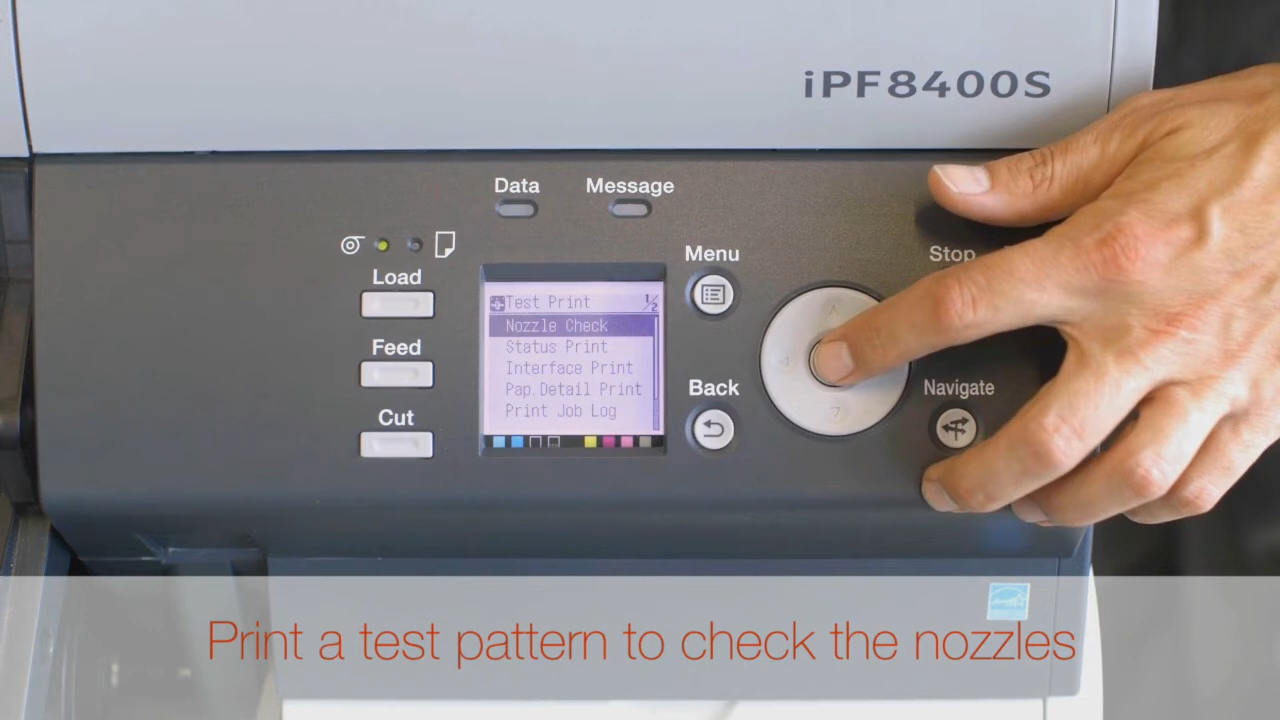 iPF8400S
Data
Message
Load
Feed
Cut
Test Print 1/2
Nozzle Check
Status Print
Interface Print
Pap.Detail Print
Print Job Log
Menu
Back
Stop
Navigate
Print a test pattern to check the nozzles